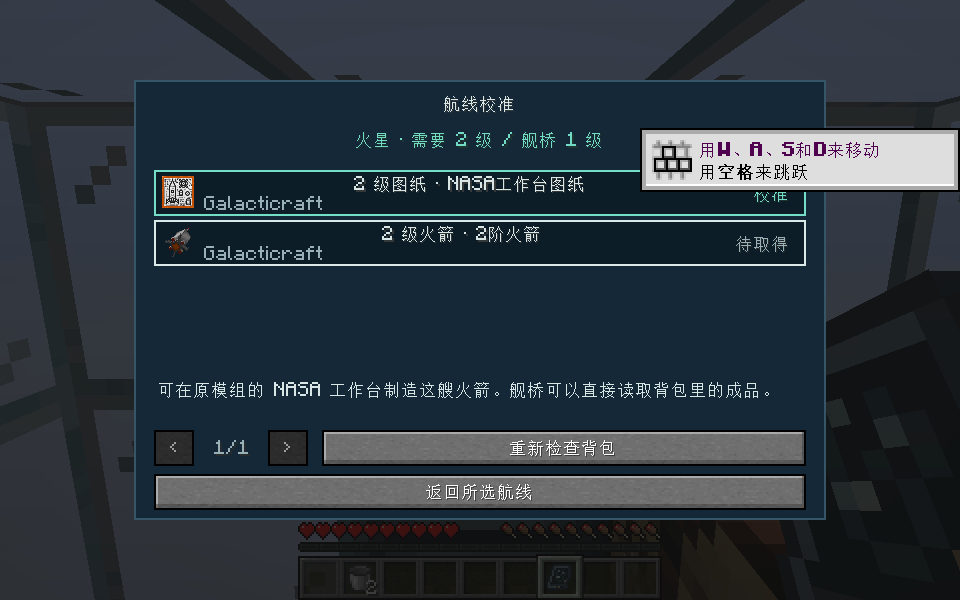 航线校准
火星 · 需要 2 级 / 舰桥 1 级
用W、A、S和D来移动
用空格来跳跃
2 级图纸 · NASA工作台图纸
Galacticraft
校准
2 级火箭 · 2阶火箭
Galacticraft
待取得
可在原模组的 NASA 工作台制造这艘火箭。舰桥可以直接读取背包里的成品。
< 1/1 >
重新检查背包
返回所选航线
2